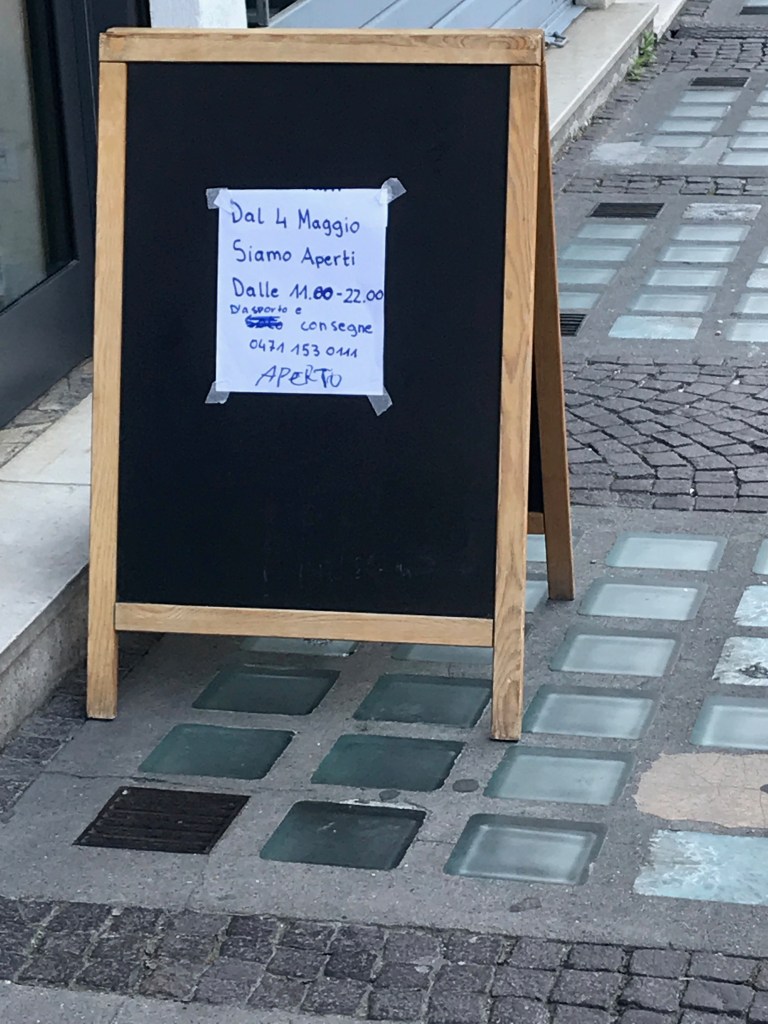 Dal 4 Maggio
Siamo Aperti
Dalle 11.00-22.00
D'asporto e
consegne
0471 153 0111
APERTO